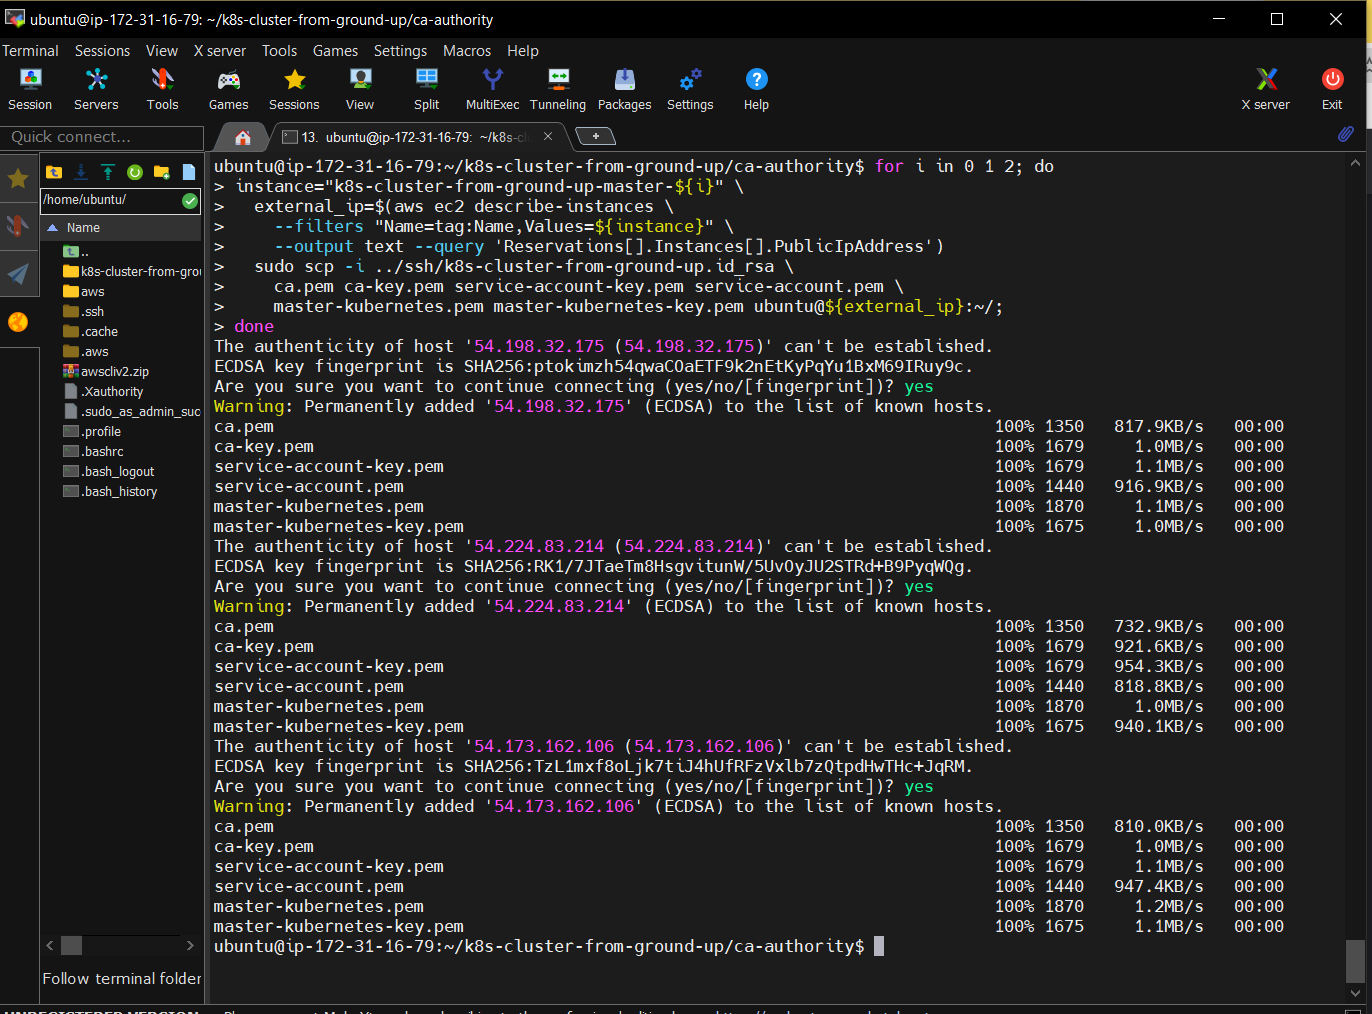 ubuntu@ip-172-31-16-79: ~/k8s-cluster-from-ground-up/ca-authority
Terminal Sessions View X server Tools Games Settings Macros Help
Session Servers Tools Games Sessions View Split MultiExec Tunneling Packages Settings Help X server Exit
Quick connect...
13. ubuntu@ip-172-31-16-79: ~/k8s-cl
/home/ubuntu/
Name
..
k8s-cluster-from-grou
aws
.ssh
.cache
.aws
awscliv2.zip
.Xauthority
.sudo_as_admin_suc
.profile
.bashrc
.bash_logout
.bash_history
Follow terminal folder
ubuntu@ip-172-31-16-79:~/k8s-cluster-from-ground-up/ca-authority$ for i in 0 1 2; do
> instance="k8s-cluster-from-ground-up-master-${i}" \
>   external_ip=$(aws ec2 describe-instances \
>     --filters "Name=tag:Name,Values=${instance}" \
>     --output text --query 'Reservations[].Instances[].PublicIpAddress')
>   sudo scp -i ../ssh/k8s-cluster-from-ground-up.id_rsa \
>     ca.pem ca-key.pem service-account-key.pem service-account.pem \
>     master-kubernetes.pem master-kubernetes-key.pem ubuntu@${external_ip}:~/;
> done
The authenticity of host '54.198.32.175 (54.198.32.175)' can't be established.
ECDSA key fingerprint is SHA256:ptokimzh54qwaC0aETF9k2nEtKyPqYu1BxM69IRuy9c.
Are you sure you want to continue connecting (yes/no/[fingerprint])? yes
Warning: Permanently added '54.198.32.175' (ECDSA) to the list of known hosts.
ca.pem 100% 1350 817.9KB/s 00:00
ca-key.pem 100% 1679 1.0MB/s 00:00
service-account-key.pem 100% 1679 1.1MB/s 00:00
service-account.pem 100% 1440 916.9KB/s 00:00
master-kubernetes.pem 100% 1870 1.1MB/s 00:00
master-kubernetes-key.pem 100% 1675 1.0MB/s 00:00
The authenticity of host '54.224.83.214 (54.224.83.214)' can't be established.
ECDSA key fingerprint is SHA256:RK1/7JTaeTm8HsgvitunW/5UvOyJU2STRd+B9PyqWQg.
Are you sure you want to continue connecting (yes/no/[fingerprint])? yes
Warning: Permanently added '54.224.83.214' (ECDSA) to the list of known hosts.
ca.pem 100% 1350 732.9KB/s 00:00
ca-key.pem 100% 1679 921.6KB/s 00:00
service-account-key.pem 100% 1679 954.3KB/s 00:00
service-account.pem 100% 1440 818.8KB/s 00:00
master-kubernetes.pem 100% 1870 1.0MB/s 00:00
master-kubernetes-key.pem 100% 1675 940.1KB/s 00:00
The authenticity of host '54.173.162.106 (54.173.162.106)' can't be established.
ECDSA key fingerprint is SHA256:TzL1mxf8oLjk7tiJ4hUfRFzVxlb7zQtpdHwTHc+JqRM.
Are you sure you want to continue connecting (yes/no/[fingerprint])? yes
Warning: Permanently added '54.173.162.106' (ECDSA) to the list of known hosts.
ca.pem 100% 1350 810.0KB/s 00:00
ca-key.pem 100% 1679 1.0MB/s 00:00
service-account-key.pem 100% 1679 1.1MB/s 00:00
service-account.pem 100% 1440 947.4KB/s 00:00
master-kubernetes.pem 100% 1870 1.2MB/s 00:00
master-kubernetes-key.pem 100% 1675 1.1MB/s 00:00
ubuntu@ip-172-31-16-79:~/k8s-cluster-from-ground-up/ca-authority$